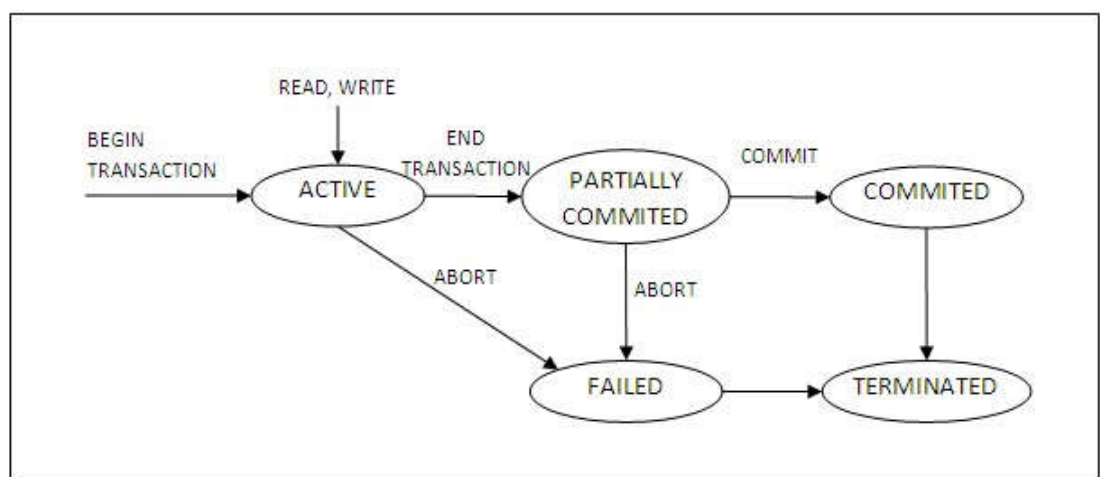 READ, WRITE
BEGIN
TRANSACTION
ACTIVE
END
TRANSACTION
PARTIALLY
COMMITED
COMMIT
COMMITED
ABORT
ABORT
FAILED
TERMINATED